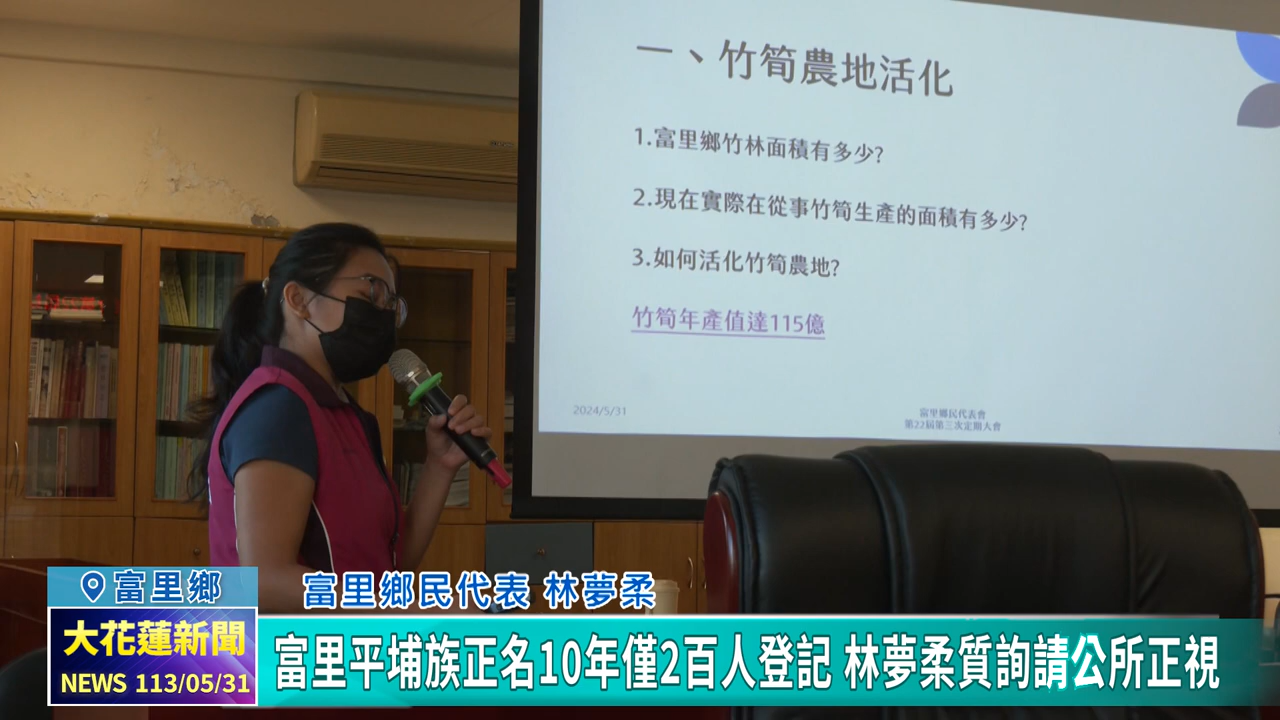 一、竹筍農地活化
1.富里鄉竹林面積有多少?
2.現在實際在從事竹筍生產的面積有多少?
3.如何活化竹筍農地?
竹筍年產值達115億
2024/5/31
富里鄉民代表會
第22屆第三次定期大會
富里鄉
富里鄉民代表 林夢柔
大花蓮新聞
NEWS 113/05/31
富里平埔族正名10年僅2百人登記 林夢柔質詢請公所正視